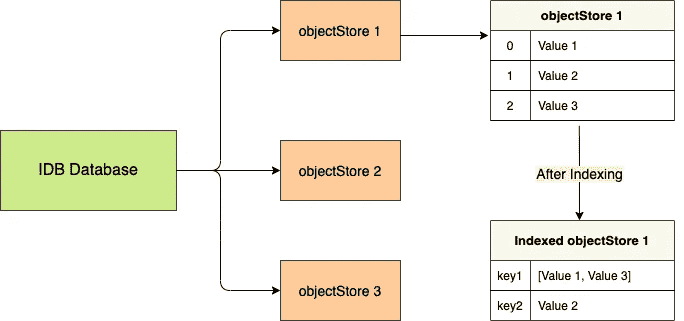 IDB Database
objectStore 1
objectStore 2
objectStore 3
objectStore 1
0 Value 1
1 Value 2
2 Value 3
After Indexing
Indexed objectStore 1
key1 [Value 1, Value 3]
key2 Value 2